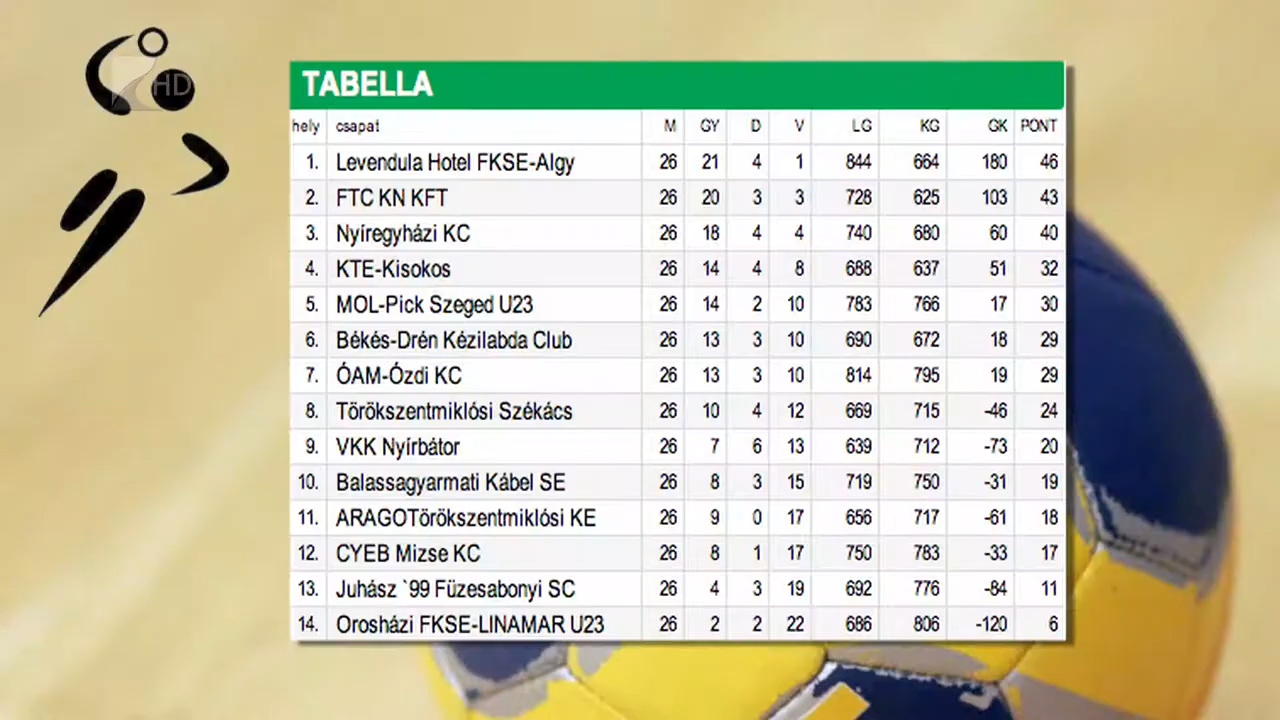 HD
TABELLA
hely csapat M GY D V LG KG GK PONT
1. Levendula Hotel FKSE-Algy 26 21 4 1 844 664 180 46
2. FTC KN KFT 26 20 3 3 728 625 103 43
3. Nyíregyházi KC 26 18 4 4 740 680 60 40
4. KTE-Kisokos 26 14 4 8 688 637 51 32
5. MOL-Pick Szeged U23 26 14 2 10 783 766 17 30
6. Békés-Drén Kézilabda Club 26 13 3 10 690 672 18 29
7. ÓAM-Ózdi KC 26 13 3 10 814 795 19 29
8. Törökszentmiklósi Székács 26 10 4 12 669 715 -46 24
9. VKK Nyírbátor 26 7 6 13 639 712 -73 20
10. Balassagyarmati Kábel SE 26 8 3 15 719 750 -31 19
11. ARAGOTörökszentmiklósi KE 26 9 0 17 656 717 -61 18
12. CYEB Mizse KC 26 8 1 17 750 783 -33 17
13. Juhász `99 Füzesabonyi SC 26 4 3 19 692 776 -84 11
14. Orosházi FKSE-LINAMAR U23 26 2 2 22 686 806 -120 6